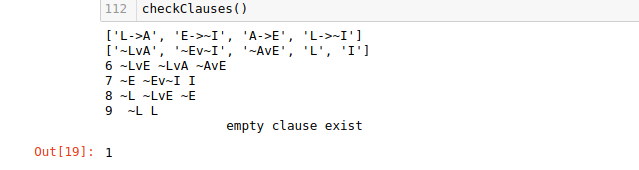 112 checkClauses()
['L->A', 'E->~I', 'A->E', 'L->~I']
['~LvA', '~Ev~I', '~AvE', 'L', 'I']
6 ~LvE ~LvA ~AvE
7 ~E ~Ev~I I
8 ~L ~LvE ~E
9  ~L L
                empty clause exist
Out[19]: 1